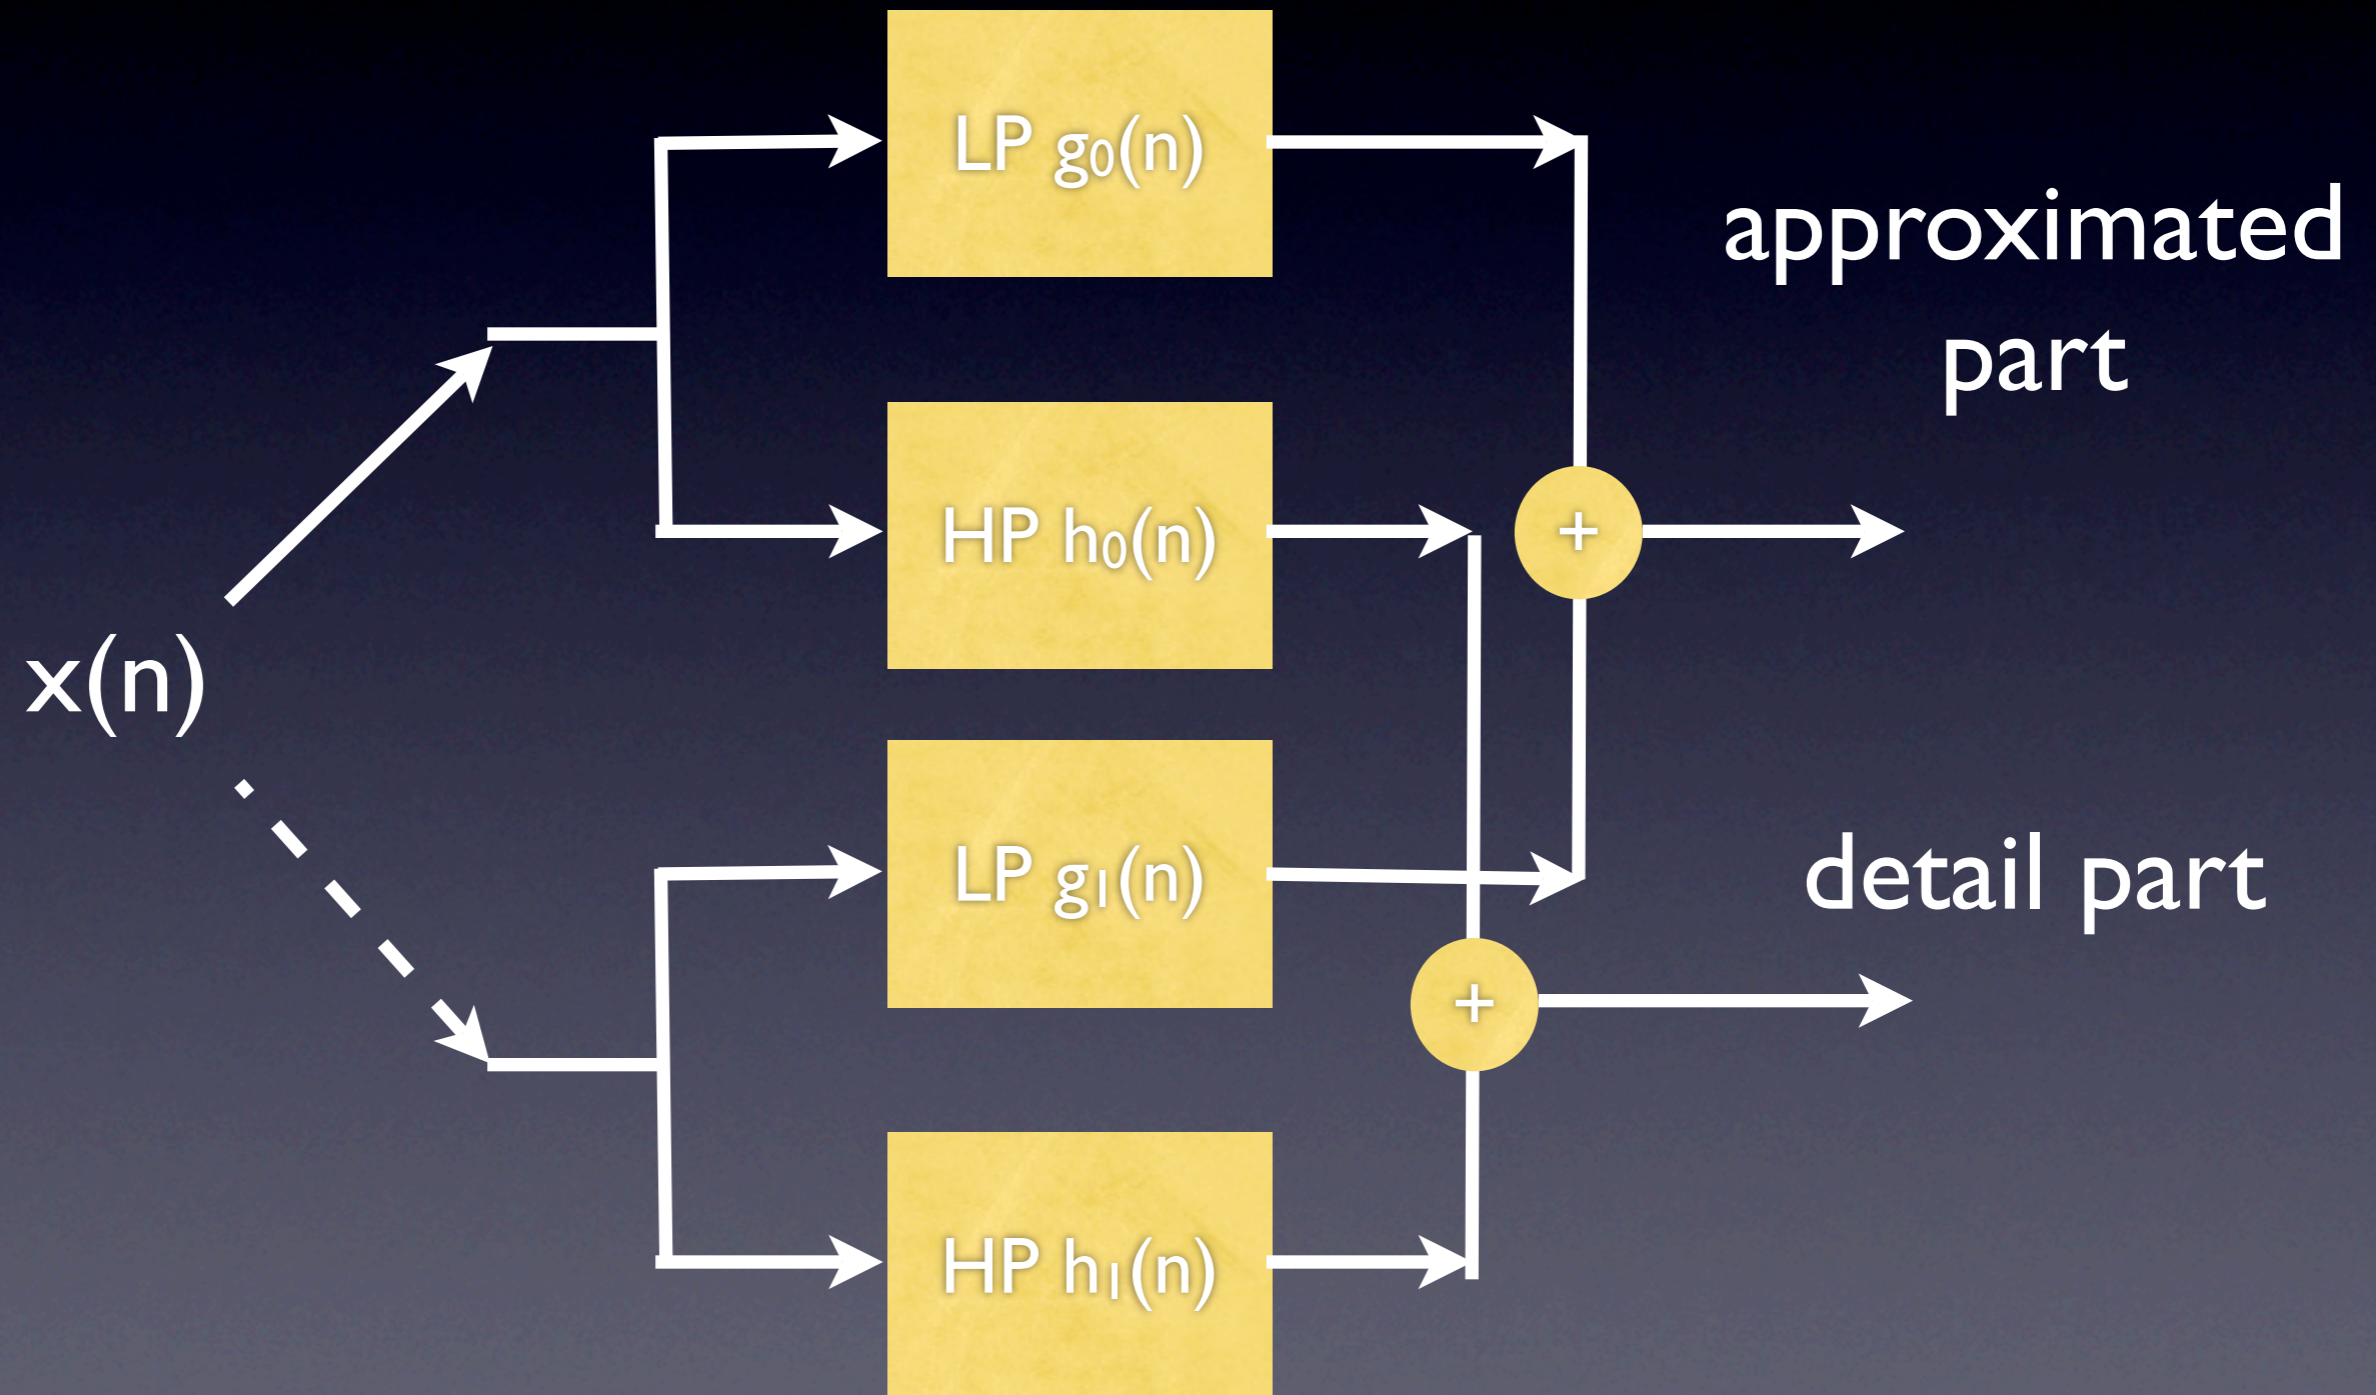 LP g₀(n)
approximated
part
HP h₀(n)
+
x(n)
LP g₁(n)
detail part
+
HP h₁(n)